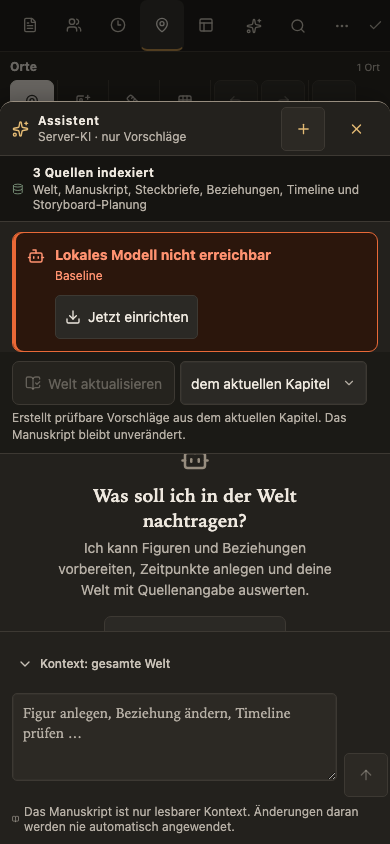 Orte
1 Ort
Assistent
Server-KI · nur Vorschläge
3 Quellen indexiert
Welt, Manuskript, Steckbriefe, Beziehungen, Timeline und
Storyboard-Planung
Lokales Modell nicht erreichbar
Baseline
Jetzt einrichten
Welt aktualisieren
dem aktuellen Kapitel
Erstellt prüfbare Vorschläge aus dem aktuellen Kapitel. Das
Manuskript bleibt unverändert.
Was soll ich in der Welt
nachtragen?
Ich kann Figuren und Beziehungen
vorbereiten, Zeitpunkte anlegen und deine
Welt mit Quellenangabe auswerten.
Kontext: gesamte Welt
Figur anlegen, Beziehung ändern, Timeline
prüfen …
Das Manuskript ist nur lesbarer Kontext. Änderungen daran
werden nie automatisch angewendet.